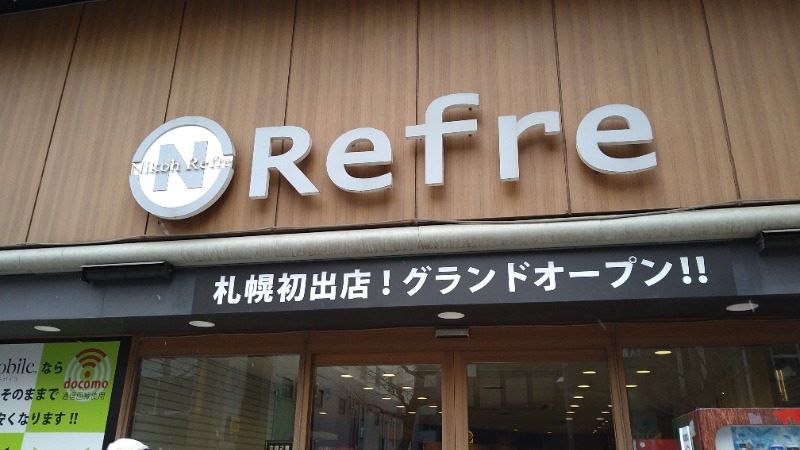 Refre
N
Nikoh Refre
札幌初出店！グランドオープン!!
obile.なら
docomo
そのままで
安くなります!!